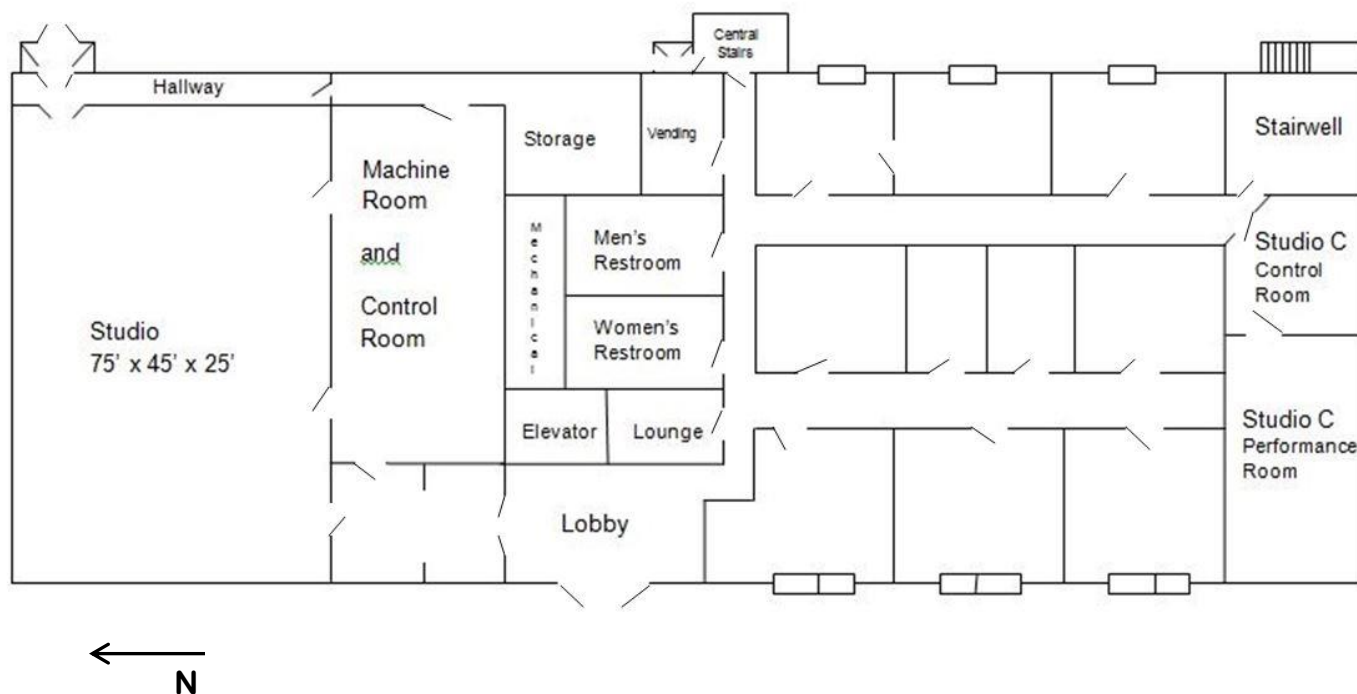 Central
Stairs
Hallway
Storage
Vending
Stairwell
Machine
Room
and
Control
Room
Mechanical
Men's
Restroom
Women's
Restroom
Studio C
Control
Room
Studio
75' x 45' x 25'
Elevator
Lounge
Studio C
Performance
Room
Lobby
N